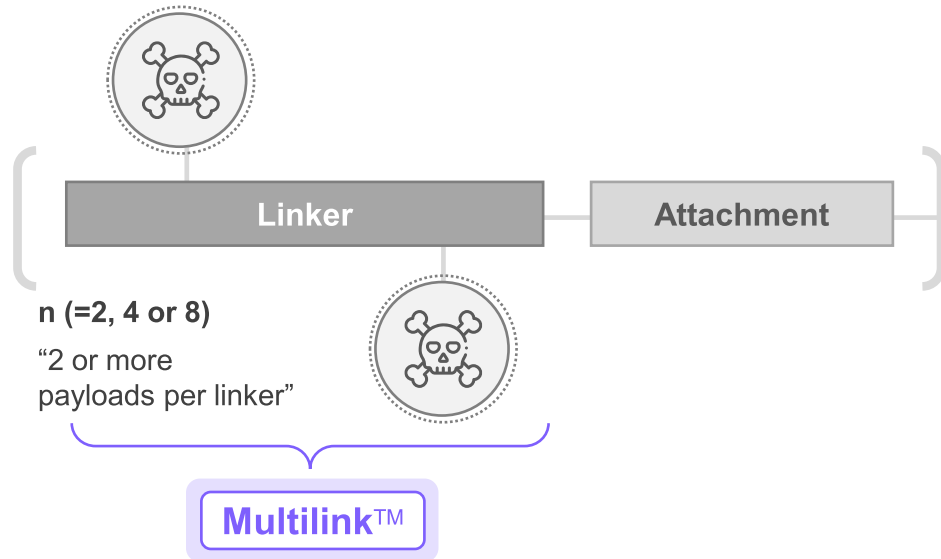 Linker
Attachment
n (=2, 4 or 8)
“2 or more
payloads per linker”
Multilink™